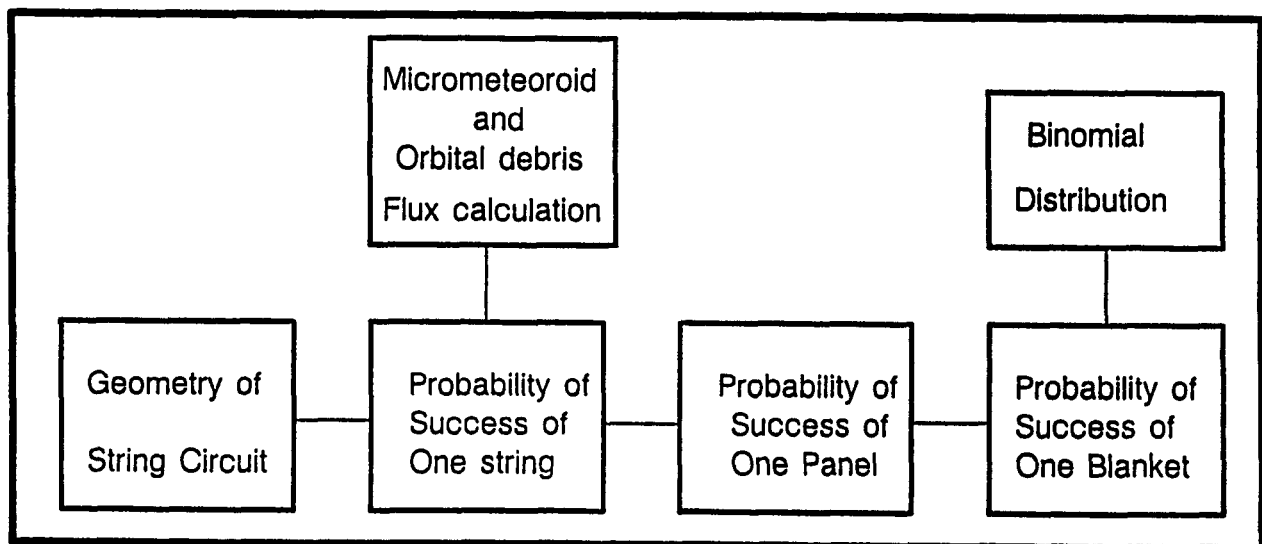 Micrometeoroid
and
Orbital debris
Flux calculation
Binomial
Distribution
Geometry of
String Circuit
Probability of
Success of
One string
Probability of
Success of
One Panel
Probability of
Success of
One Blanket